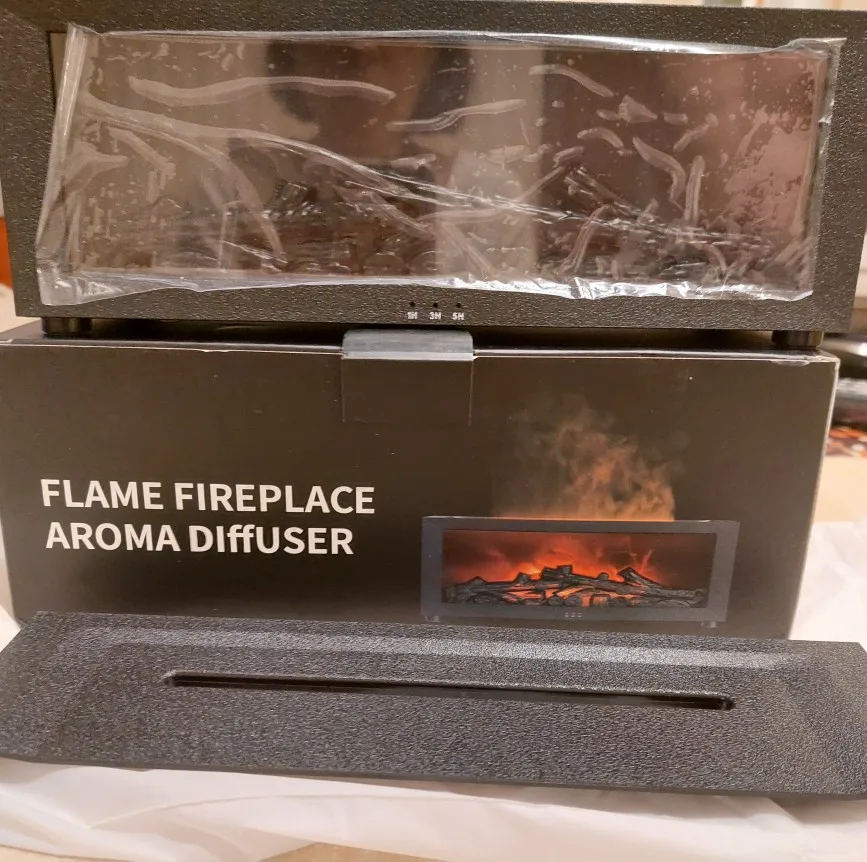 1H 3H 5H
FLAME FIREPLACE
AROMA DIffUSER